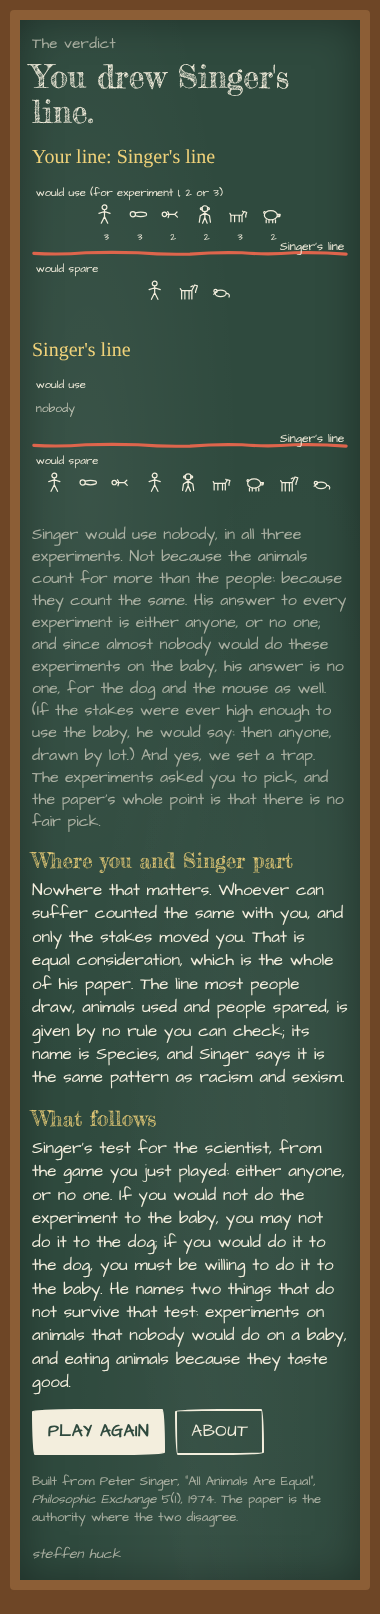 The verdict
You drew Singer's
line.
Your line: Singer's line
would use (for experiment 1, 2 or 3)
3 3 2 2 3 2
Singer's line
would spare
Singer's line
would use
nobody
Singer's line
would spare
Singer would use nobody, in all three
experiments. Not because the animals
count for more than the people: because
they count the same. His answer to every
experiment is either anyone, or no one;
and since almost nobody would do these
experiments on the baby, his answer is no
one, for the dog and the mouse as well.
(If the stakes were ever high enough to
use the baby, he would say: then anyone,
drawn by lot.) And yes, we set a trap.
The experiments asked you to pick, and
the paper's whole point is that there is no
fair pick.
Where you and Singer part
Nowhere that matters. Whoever can
suffer counted the same with you, and
only the stakes moved you. That is
equal consideration, which is the whole
of his paper. The line most people
draw, animals used and people spared, is
given by no rule you can check; its
name is Species, and Singer says it is
the same pattern as racism and sexism.
What follows
Singer's test for the scientist, from
the game you just played: either anyone,
or no one. If you would not do the
experiment to the baby, you may not
do it to the dog; if you would do it to
the dog, you must be willing to do it to
the baby. He names two things that do
not survive that test: experiments on
animals that nobody would do on a baby,
and eating animals because they taste
good.
PLAY AGAIN ABOUT
Built from Peter Singer, "All Animals Are Equal",
Philosophic Exchange 5(1), 1974. The paper is the
authority where the two disagree.
steffen huck